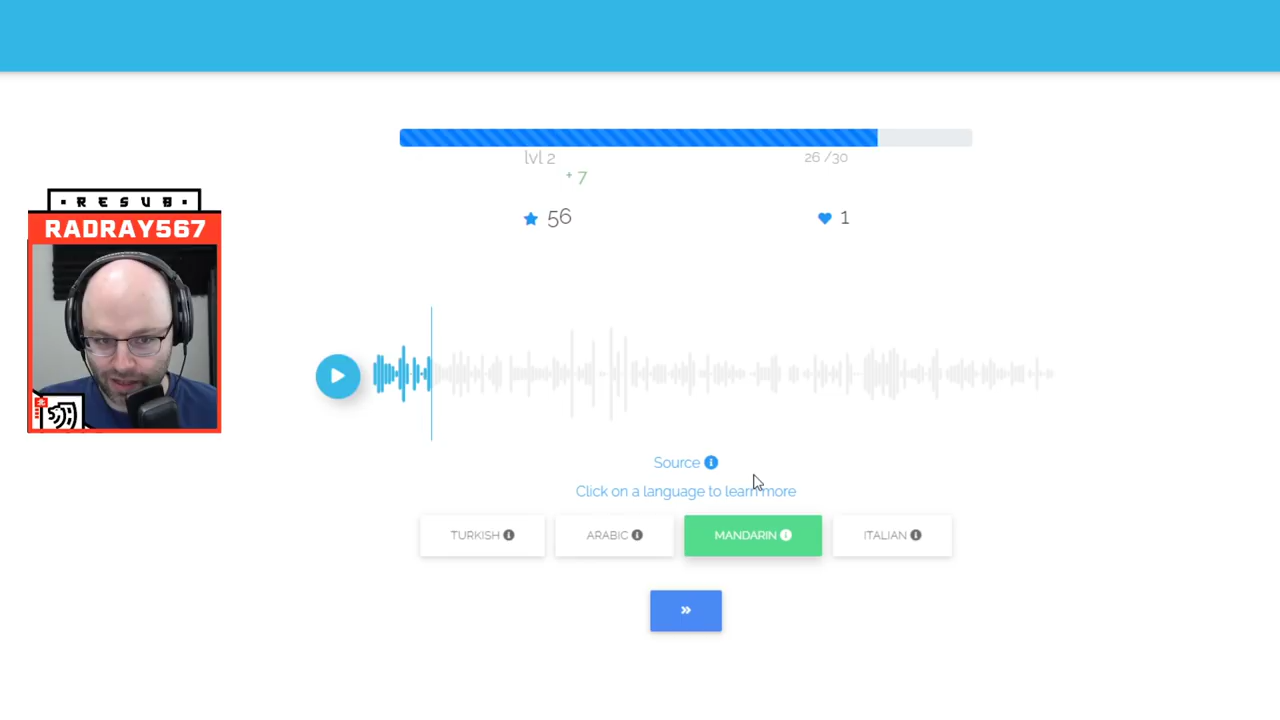 lvl 2
26 /30
+ 7
56
1
• R E S U B •
RADRAY567
Source
Click on a language to learn more
TURKISH
ARABIC
MANDARIN
ITALIAN
»